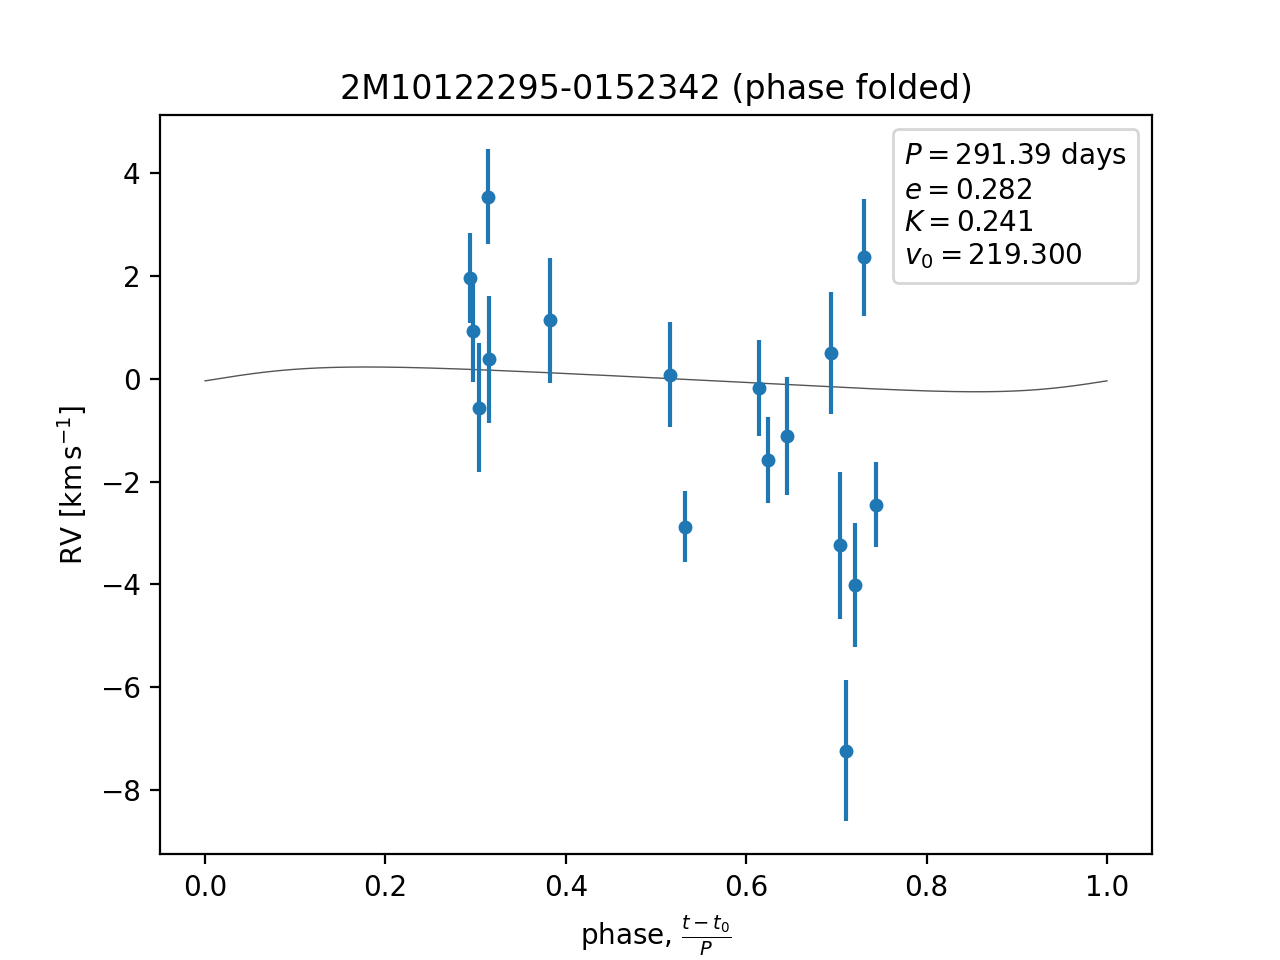 2M10122295-0152342 (phase folded)
P = 291.39 days
e = 0.282
K = 0.241
v₀ = 219.300
4
2
0
−2
−4
−6
−8
RV [km s⁻¹]
0.0 0.2 0.4 0.6 0.8 1.0
phase, (t − t₀)/P